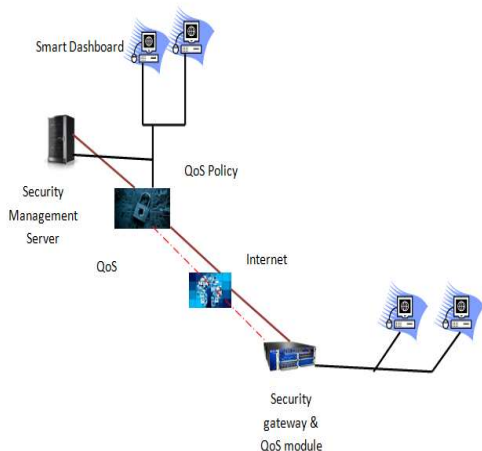 Smart Dashboard
QoS Policy
Security
Management
Server
QoS
Internet
Security
gateway &
QoS module